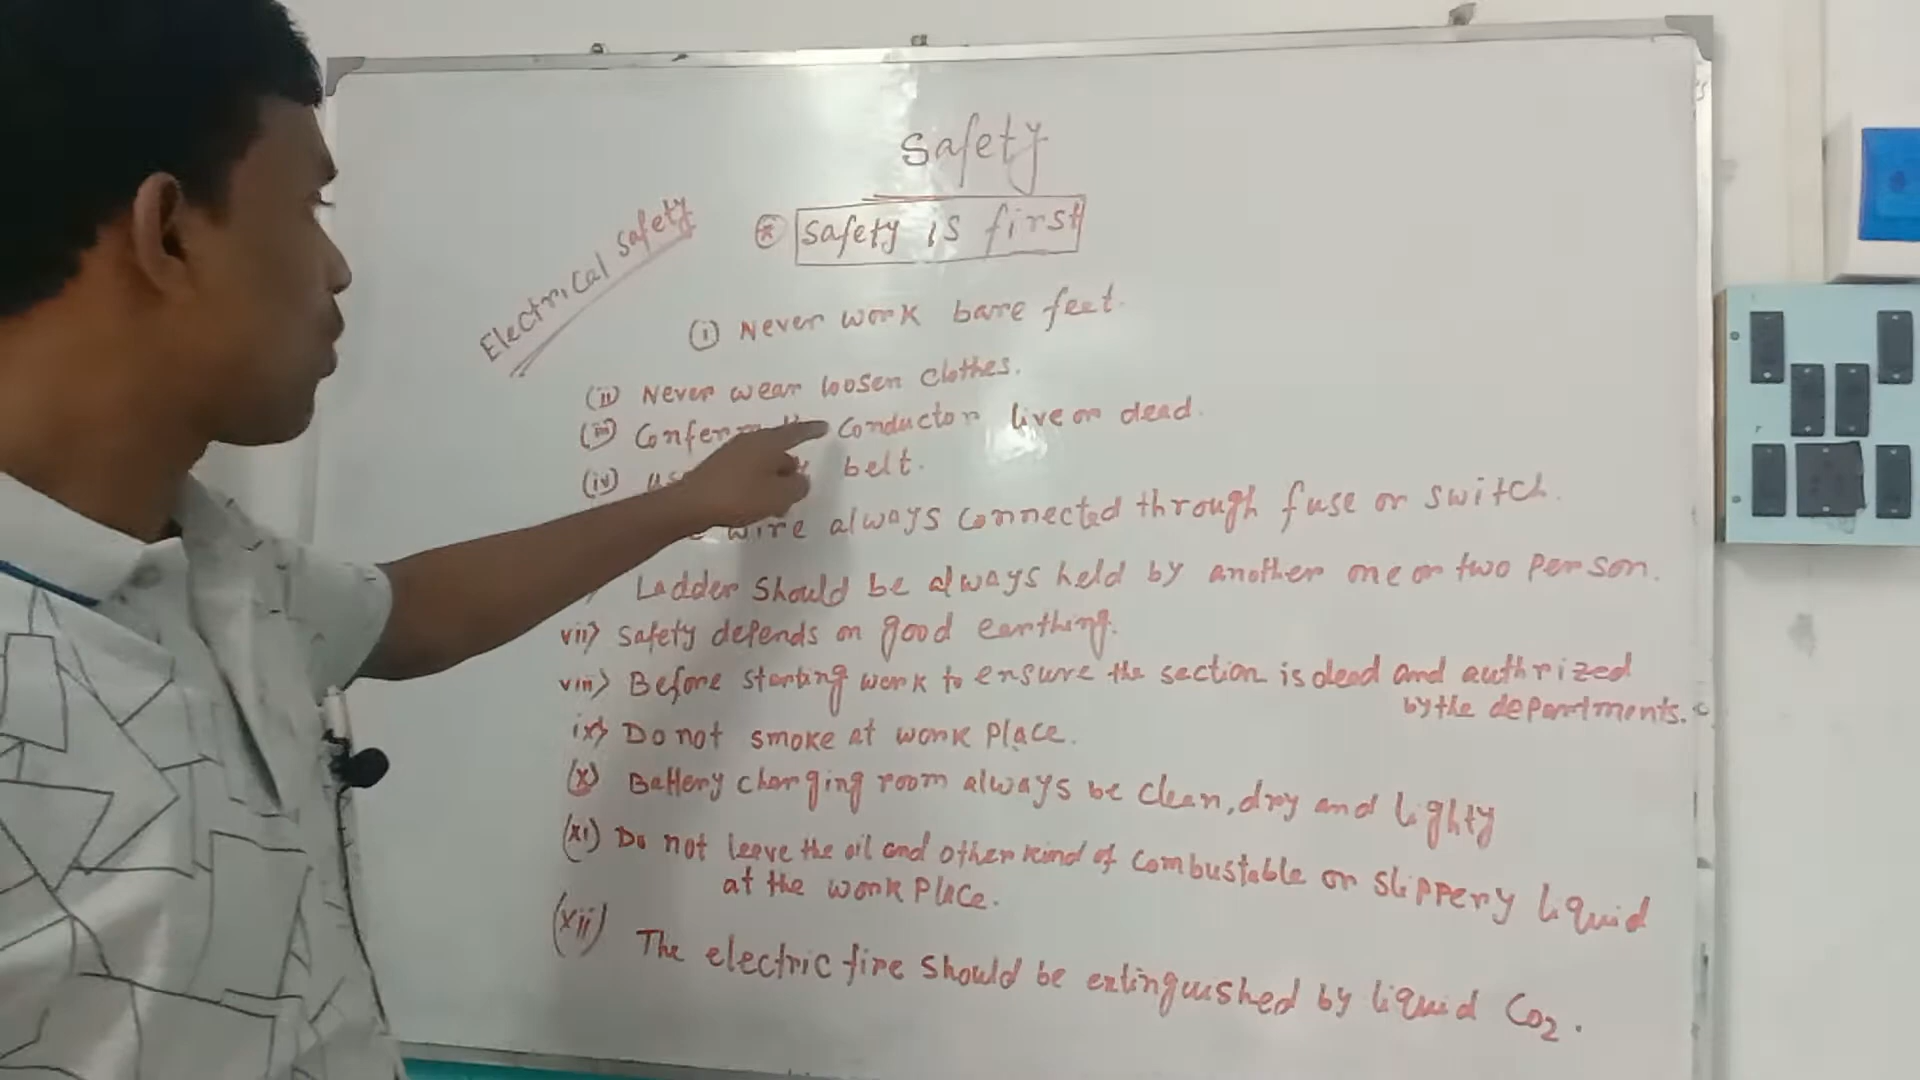 Safety
Electrical safety
* Safety is first
(i) Never work bare feet.
(ii) Never wear loosen clothes.
(iii) Conductor live or dead.
(iv) belt.
wire always connected through fuse or switch.
Ladder should be always held by another one or two person.
vii) safety depends on good earthing.
viii) Before starting work to ensure the section is dead and authrized
by the departments.
ix) Do not smoke at work place.
(x) Battery charging room always be clean, dry and lighty
(xi) Do not leave the oil and other kind of combustable or slippery liquid
at the work place.
(xii) The electric fire should be extinguished by liquid CO2.